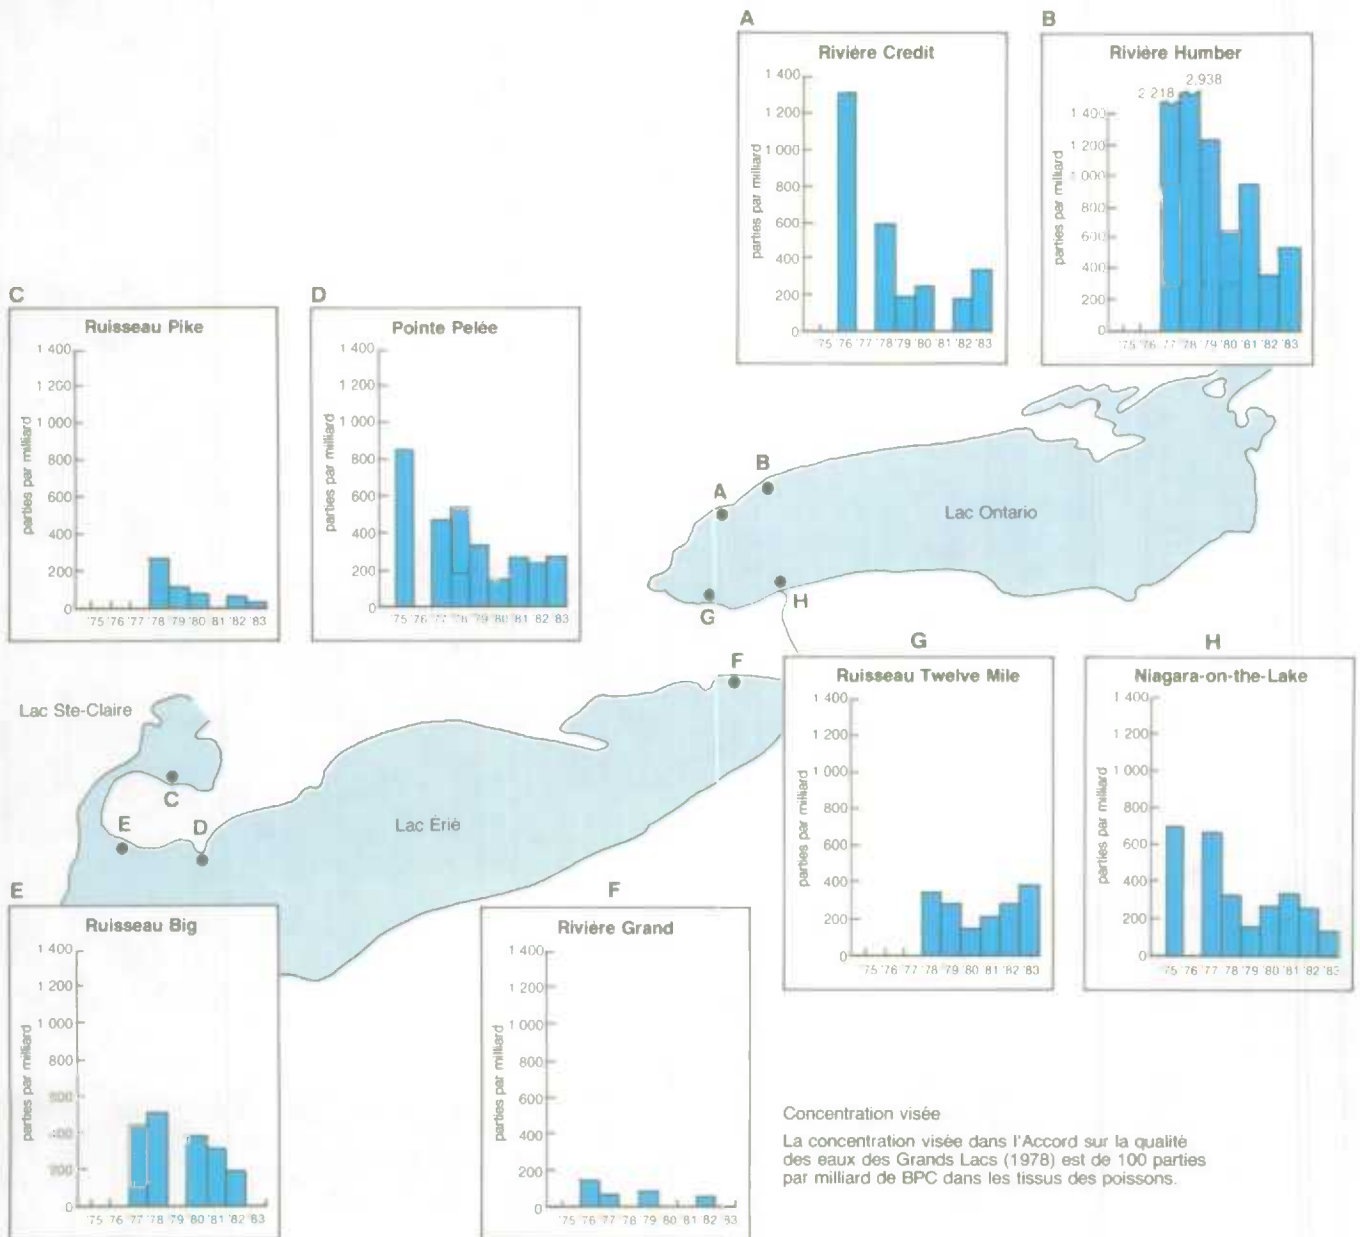 A
Rivière Credit
parties par milliard
1 400
1 200
1 000
800
600
400
200
0
'75 '76 '77 '78 '79 '80 '81 '82 '83
B
Rivière Humber
2 218
2.938
parties par milliard
1 400
1 200
1 000
800
600
400
200
0
'75 '76 '77 '78 '79 '80 '81 '82 '83
C
Ruisseau Pike
parties par milliard
1 400
1 200
1 000
800
600
400
200
0
'75 '76 '77 '78 '79 '80 '81 '82 '83
D
Pointe Pelée
parties par milliard
1 400
1 200
1 000
800
600
400
200
0
'75 '76 '77 '78 '79 '80 '81 '82 '83
A
B
Lac Ontario
G
H
F
Lac Ste-Claire
C
E
D
Lac Érié
G
Ruisseau Twelve Mile
parties par milliard
1 400
1 200
1 000
800
600
400
200
0
'75 '76 '77 '78 '79 '80 '81 '82 '83
H
Niagara-on-the-Lake
parties par milliard
1 400
1 200
1 000
800
600
400
200
0
'75 '76 '77 '78 '79 '80 '81 '82 '83
E
Ruisseau Big
parties par milliard
1 400
1 200
1 000
800
600
400
200
0
'75 '76 '77 '78 '79 '80 '81 '82 '83
F
Rivière Grand
parties par milliard
1 400
1 200
1 000
800
600
400
200
0
'75 '76 '77 '78 '79 '80 81 '82 '83
Concentration visée
La concentration visée dans l'Accord sur la qualité
des eaux des Grands Lacs (1978) est de 100 parties
par milliard de BPC dans les tissus des poissons.